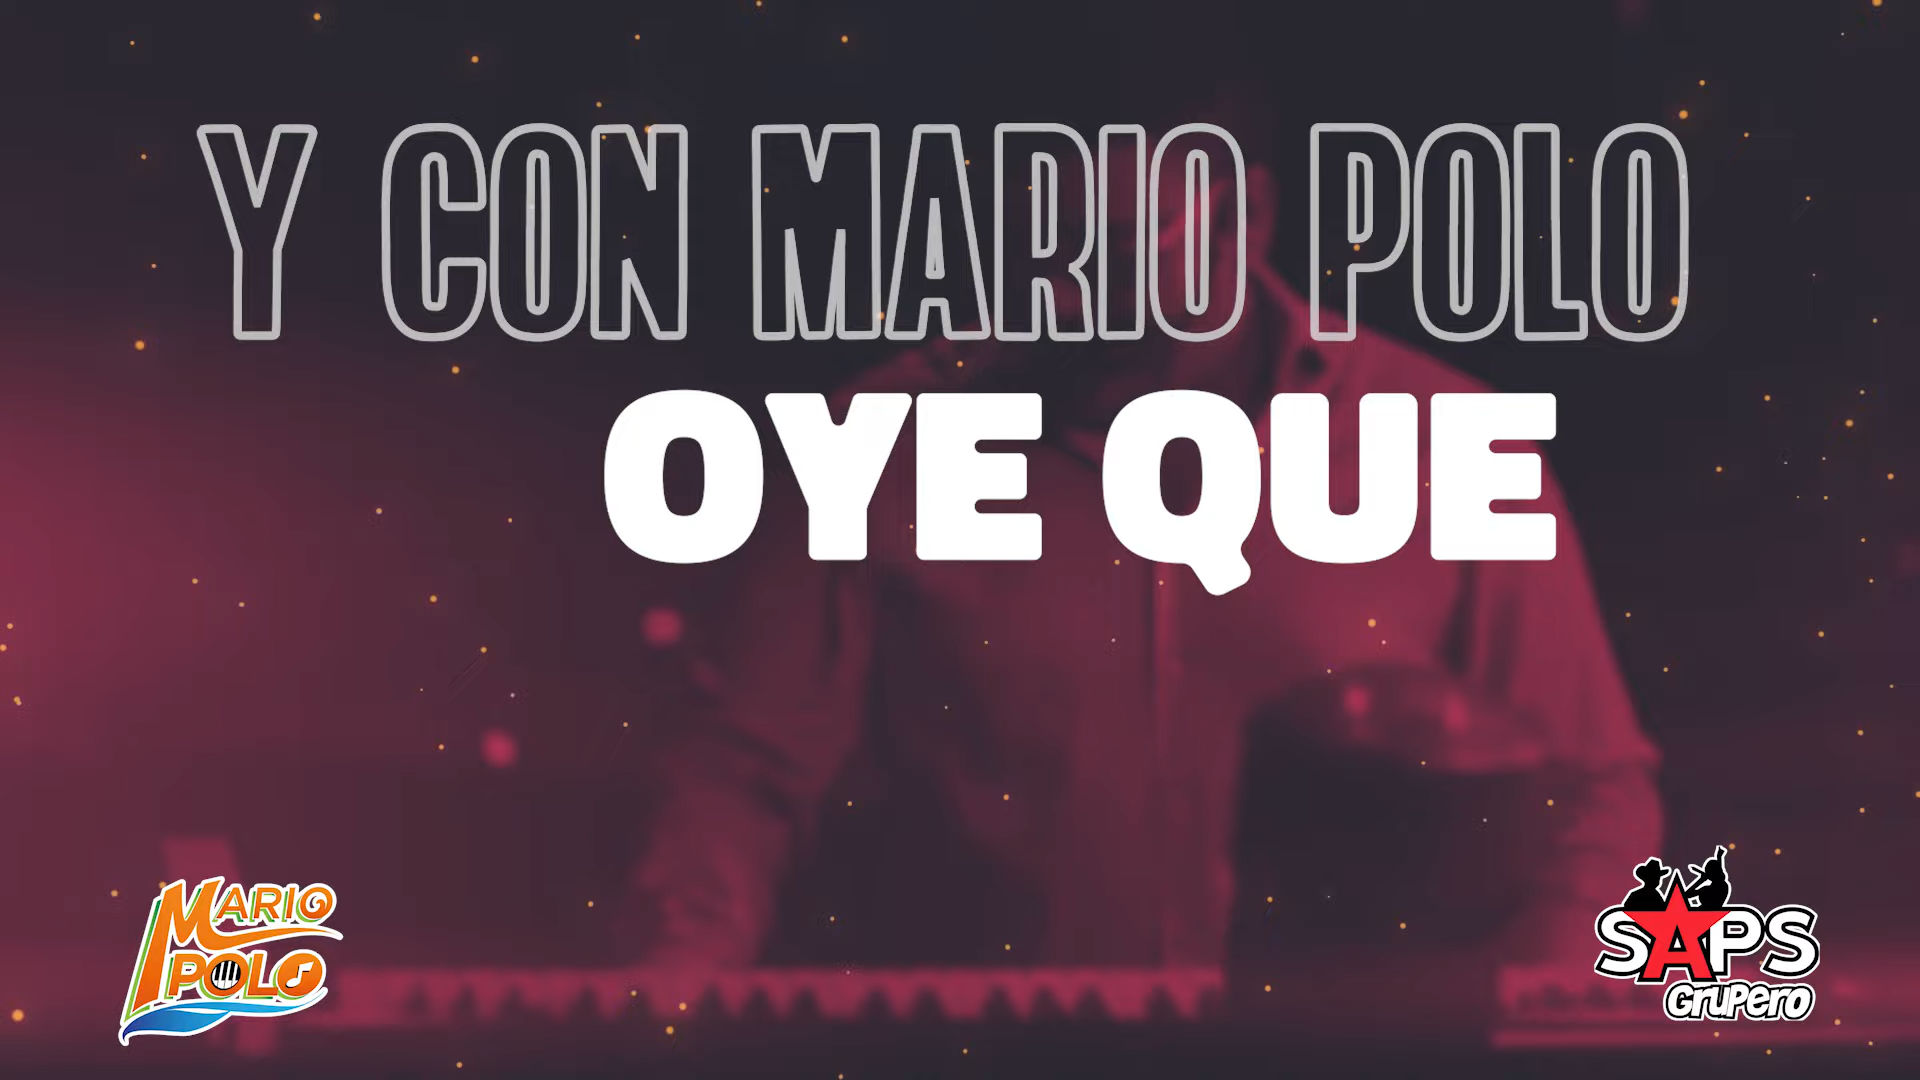 Y CON MARIO POLO
OYE QUE
MARIO
POLO
SAPS
GRUPERO